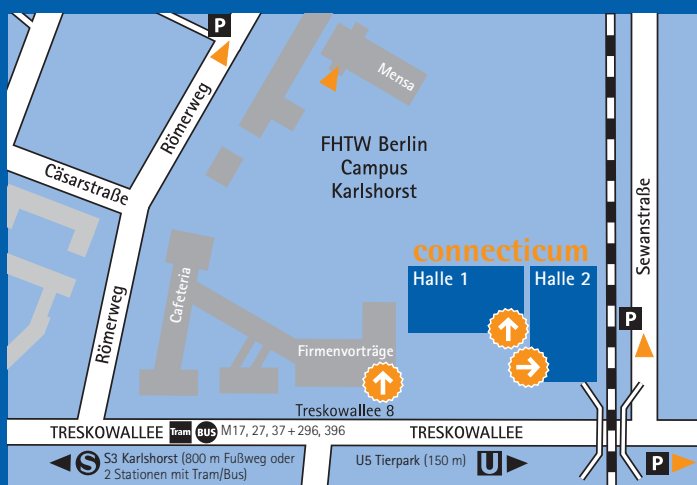 P
Mensa
Römerweg
FHTW Berlin
Campus
Karlshorst
Cäsarstraße
Sewanstraße
connecticum
Halle 1
Halle 2
Cafeteria
P
Römerweg
Firmenvorträge
Treskowallee 8
TRESKOWALLEE Tram BUS M17, 27, 37 + 296, 396
TRESKOWALLEE
S S3 Karlshorst (800 m Fußweg oder
2 Stationen mit Tram/Bus)
U5 Tierpark (150 m) U
P